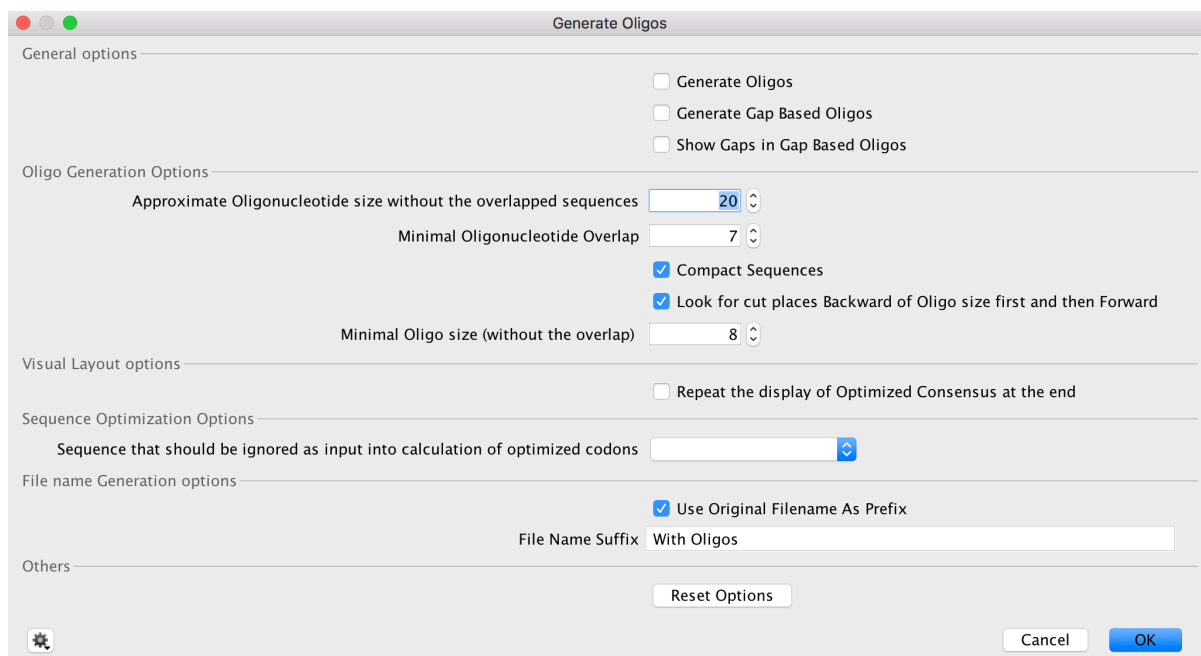 Generate Oligos
General options
Generate Oligos
Generate Gap Based Oligos
Show Gaps in Gap Based Oligos
Oligo Generation Options
Approximate Oligonucleotide size without the overlapped sequences 20
Minimal Oligonucleotide Overlap 7
Compact Sequences
Look for cut places Backward of Oligo size first and then Forward
Minimal Oligo size (without the overlap) 8
Visual Layout options
Repeat the display of Optimized Consensus at the end
Sequence Optimization Options
Sequence that should be ignored as input into calculation of optimized codons
File name Generation options
Use Original Filename As Prefix
File Name Suffix With Oligos
Others
Reset Options
Cancel OK